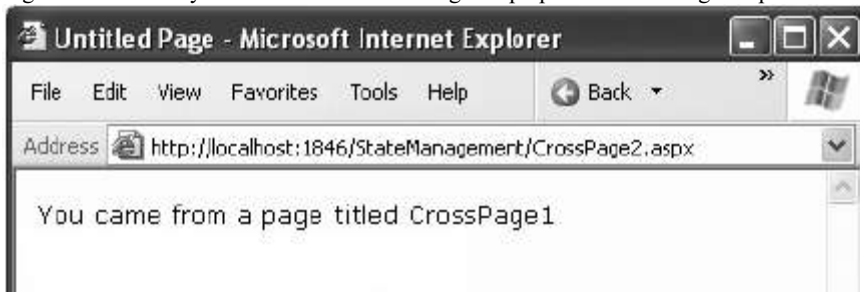 Untitled Page - Microsoft Internet Explorer
File Edit View Favorites Tools Help Back »
Address http://localhost:1846/StateManagement/CrossPage2.aspx
You came from a page titled CrossPage1